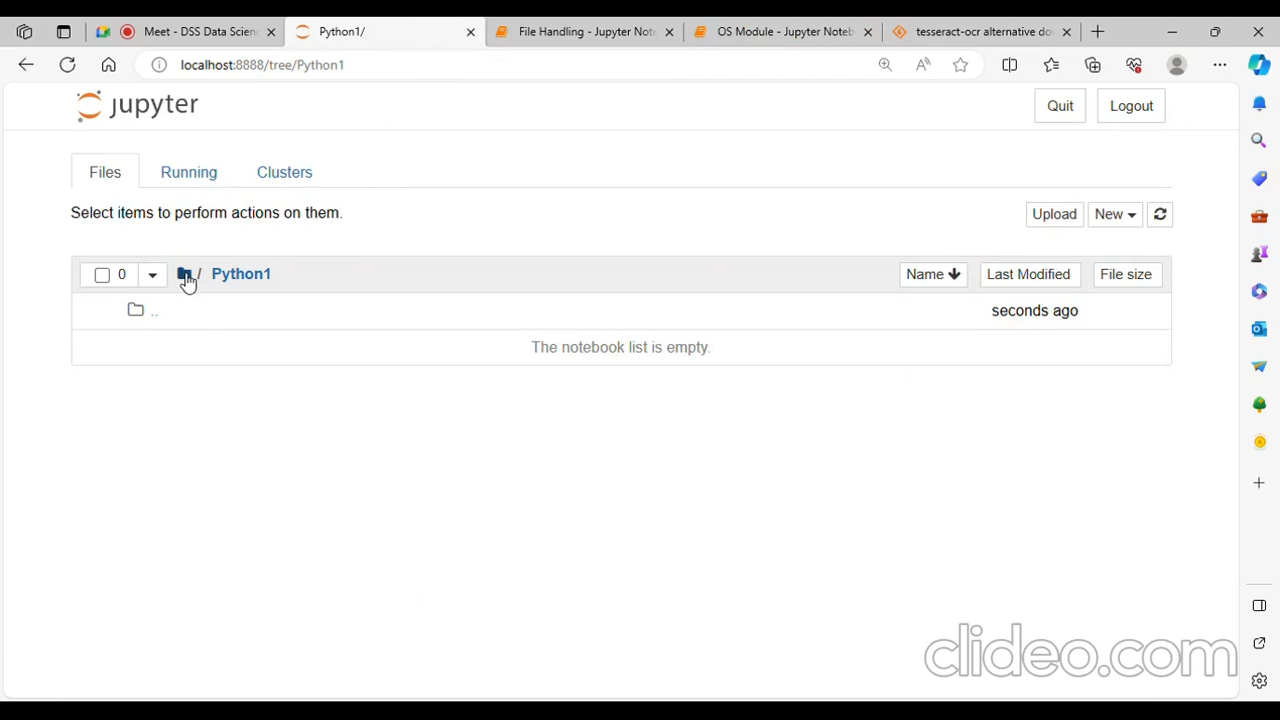 Meet - DSS Data Scien
Python1/
File Handling - Jupyter Not
OS Module - Jupyter Noteb
tesseract-ocr alternative do
localhost:8888/tree/Python1
jupyter
Quit
Logout
Files
Running
Clusters
Select items to perform actions on them.
Upload
New
0
/
Python1
Name
Last Modified
File size
..
seconds ago
The notebook list is empty.
clideo.com